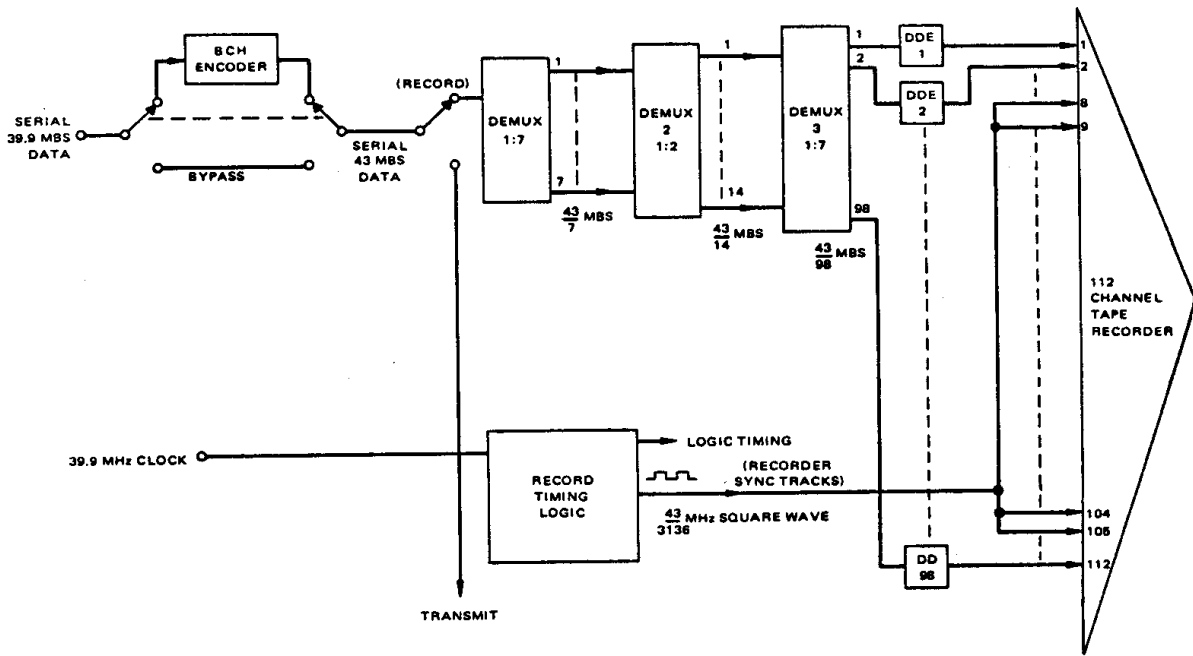 BCH
ENCODER
SERIAL
39.9 MBS
DATA
BYPASS
SERIAL
43 MBS
DATA
(RECORD)
DEMUX
1:7
1
7
43
7
MBS
DEMUX
2
1:2
1
14
43
14
MBS
DEMUX
3
1:7
1
2
98
43
98
MBS
DDE
1
DDE
2
DD
98
1
2
8
9
104
105
112
112
CHANNEL
TAPE
RECORDER
39.9 MHz CLOCK
RECORD
TIMING
LOGIC
LOGIC TIMING
(RECORDER
SYNC TRACKS)
43
3136
MHz SQUARE WAVE
TRANSMIT